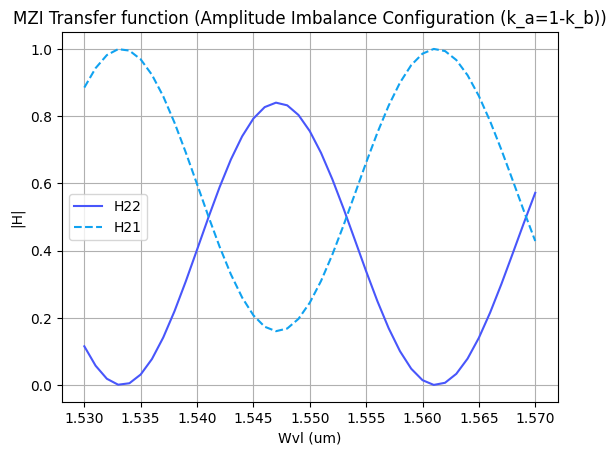 MZI Transfer function (Amplitude Imbalance Configuration (k_a=1-k_b))
1.0
0.8
0.6
0.4
0.2
0.0
|H|
H22
H21
1.530 1.535 1.540 1.545 1.550 1.555 1.560 1.565 1.570
Wvl (um)